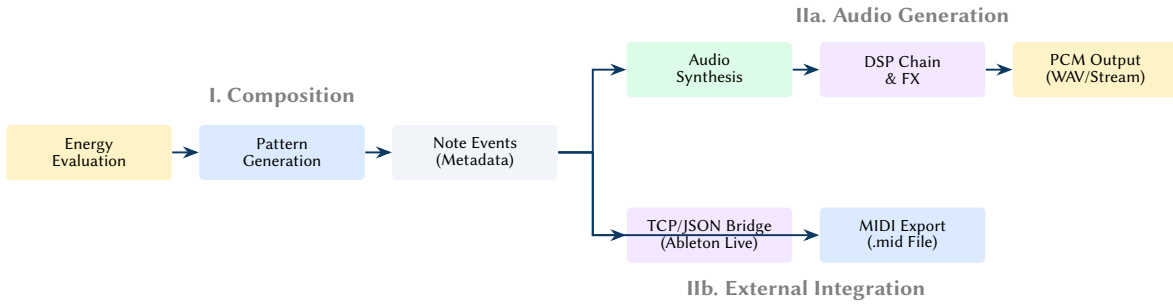 IIa. Audio Generation
Audio
Synthesis
DSP Chain
& FX
PCM Output
(WAV/Stream)
I. Composition
Energy
Evaluation
Pattern
Generation
Note Events
(Metadata)
TCP/JSON Bridge
(Ableton Live)
MIDI Export
(.mid File)
IIb. External Integration